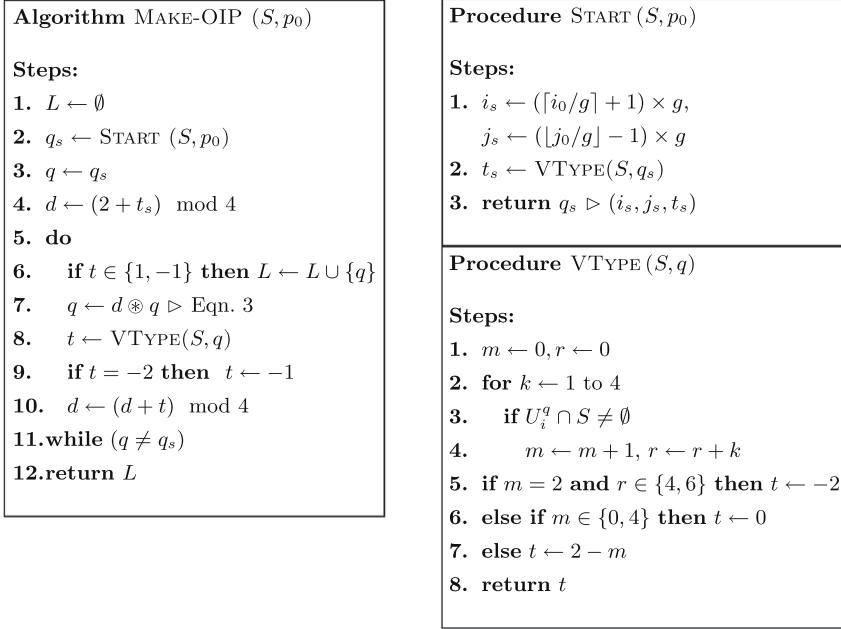 Algorithm MAKE-OIP (S, p₀)
Steps:
1. L ← ∅
2. qₛ ← START (S, p₀)
3. q ← qₛ
4. d ← (2 + tₛ) mod 4
5. do
6. if t ∈ {1, −1} then L ← L ∪ {q}
7. q ← d ⊛ q ▷ Eqn. 3
8. t ← VTYPE(S, q)
9. if t = −2 then t ← −1
10. d ← (d + t) mod 4
11.while (q ≠ qₛ)
12.return L
Procedure START (S, p₀)
Steps:
1. iₛ ← (⌈i₀/g⌉ + 1) × g,
jₛ ← (⌊j₀/g⌋ − 1) × g
2. tₛ ← VTYPE(S, qₛ)
3. return qₛ ▷ (iₛ, jₛ, tₛ)
Procedure VTYPE (S, q)
Steps:
1. m ← 0, r ← 0
2. for k ← 1 to 4
3. if Uᵢ^q ∩ S ≠ ∅
4. m ← m + 1, r ← r + k
5. if m = 2 and r ∈ {4, 6} then t ← −2
6. else if m ∈ {0, 4} then t ← 0
7. else t ← 2 − m
8. return t